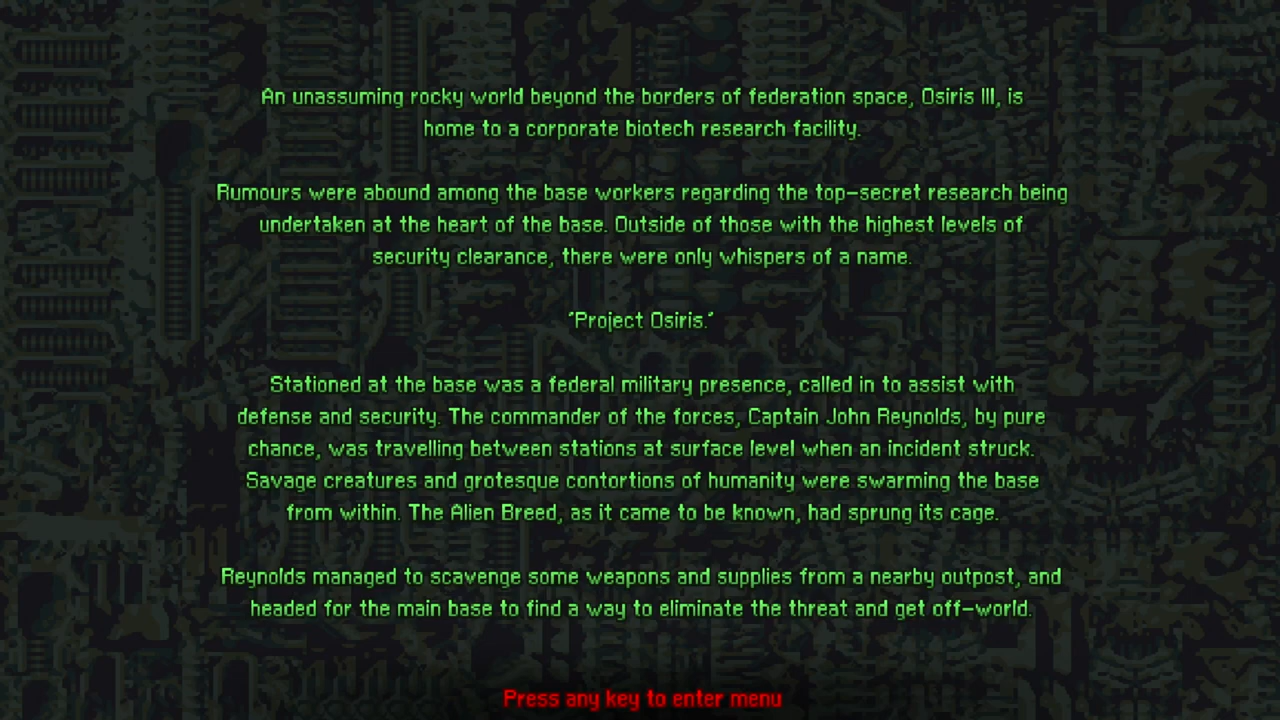 An unassuming rocky world beyond the borders of federation space, Osiris III, is
home to a corporate biotech research facility.
Rumours were abound among the base workers regarding the top-secret research being
undertaken at the heart of the base. Outside of those with the highest levels of
security clearance, there were only whispers of a name.
"Project Osiris."
Stationed at the base was a federal military presence, called in to assist with
defense and security. The commander of the forces, Captain John Reynolds, by pure
chance, was travelling between stations at surface level when an incident struck.
Savage creatures and grotesque contortions of humanity were swarming the base
from within. The Alien Breed, as it came to be known, had sprung its cage.
Reynolds managed to scavenge some weapons and supplies from a nearby outpost, and
headed for the main base to find a way to eliminate the threat and get off-world.
Press any key to enter menu